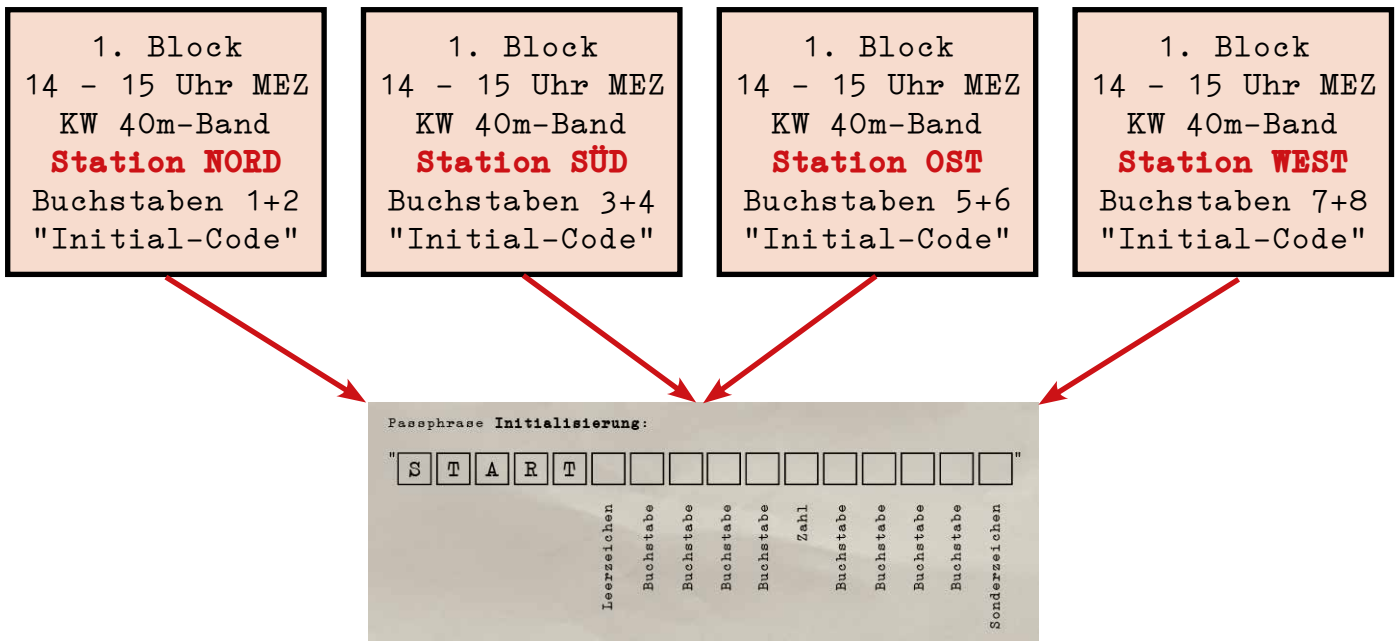 1. Block
14 – 15 Uhr MEZ
KW 40m-Band
Station NORD
Buchstaben 1+2
"Initial-Code"
1. Block
14 – 15 Uhr MEZ
KW 40m-Band
Station SÜD
Buchstaben 3+4
"Initial-Code"
1. Block
14 – 15 Uhr MEZ
KW 40m-Band
Station OST
Buchstaben 5+6
"Initial-Code"
1. Block
14 – 15 Uhr MEZ
KW 40m-Band
Station WEST
Buchstaben 7+8
"Initial-Code"
Passphrase Initialisierung:
"S T A R T "
Leerzeichen
Buchstabe
Buchstabe
Buchstabe
Buchstabe
Zahl
Buchstabe
Buchstabe
Buchstabe
Buchstabe
Sonderzeichen